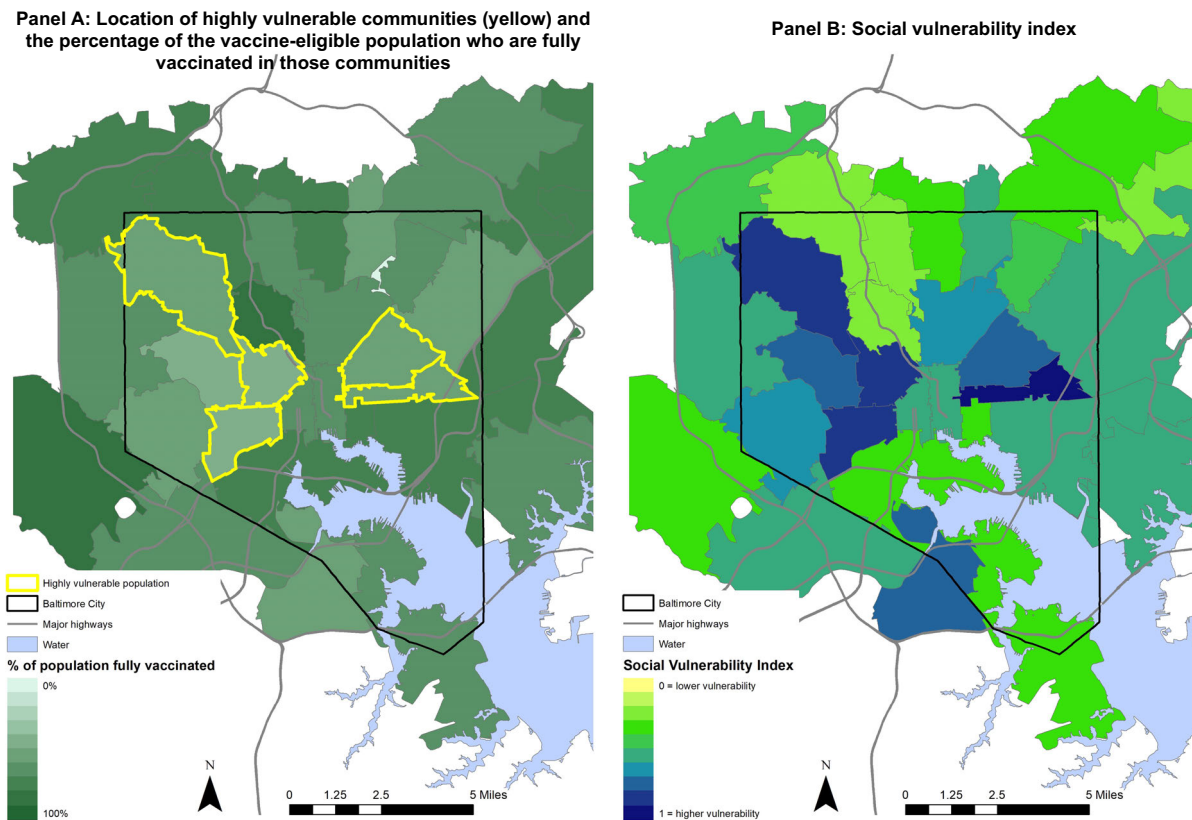 Panel A: Location of highly vulnerable communities (yellow) and
the percentage of the vaccine-eligible population who are fully
vaccinated in those communities
Highly vulnerable population
Baltimore City
Major highways
Water
% of population fully vaccinated
0%
100%
N
0 1.25 2.5 5 Miles
Panel B: Social vulnerability index
Baltimore City
Major highways
Water
Social Vulnerability Index
0 = lower vulnerability
1 = higher vulnerability
N
0 1.25 2.5 5 Miles